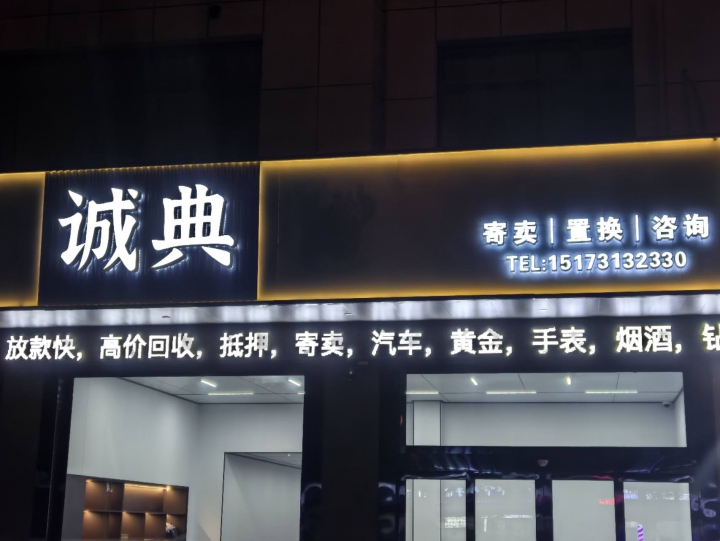 诚典
寄卖|置换|咨询
TEL:15173132330
放款快，高价回收，抵押，寄卖，汽车，黄金，手表，烟酒，钻